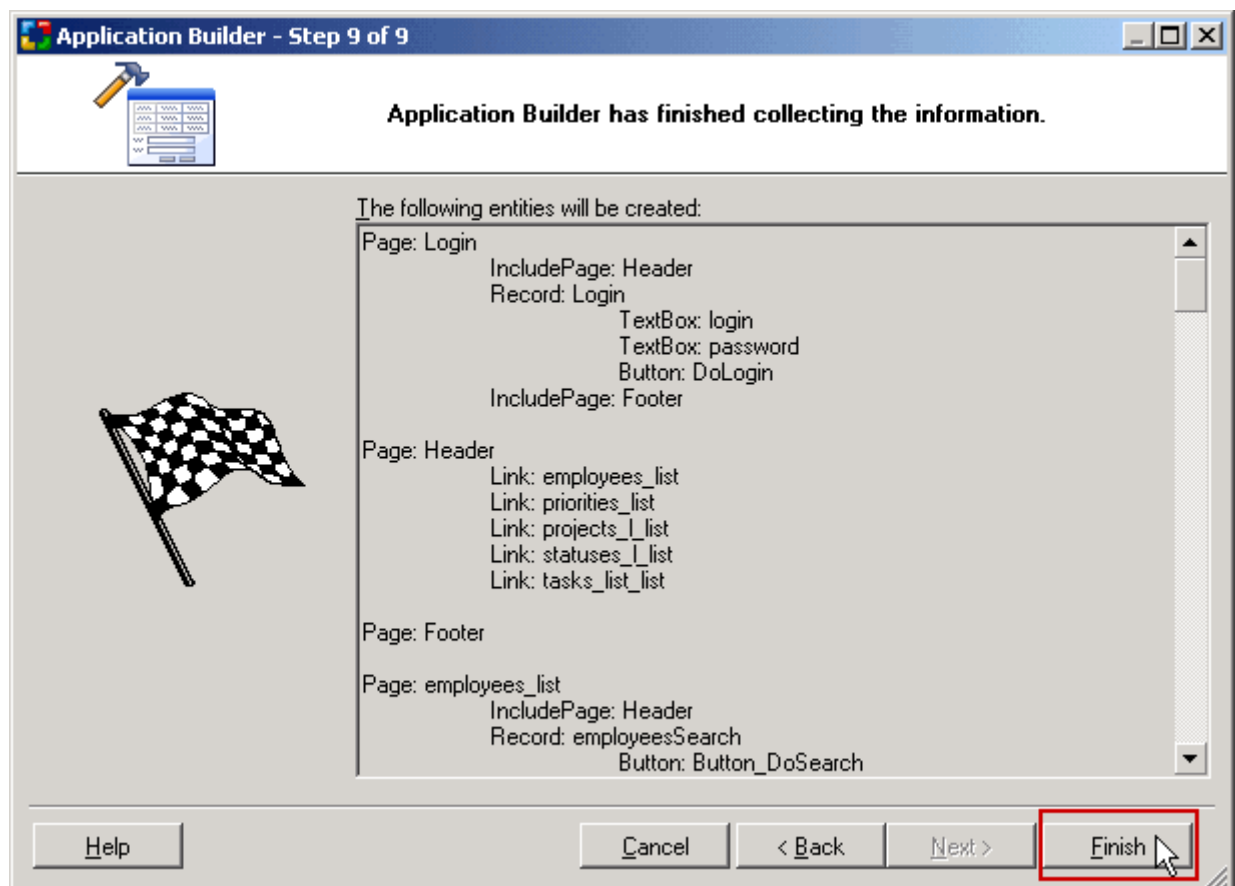 Application Builder - Step 9 of 9
Application Builder has finished collecting the information.
The following entities will be created:
Page: Login
IncludePage: Header
Record: Login
TextBox: login
TextBox: password
Button: DoLogin
IncludePage: Footer
Page: Header
Link: employees_list
Link: priorities_list
Link: projects_l_list
Link: statuses_l_list
Link: tasks_list_list
Page: Footer
Page: employees_list
IncludePage: Header
Record: employeesSearch
Button: Button_DoSearch
Help
Cancel
< Back
Next >
Finish